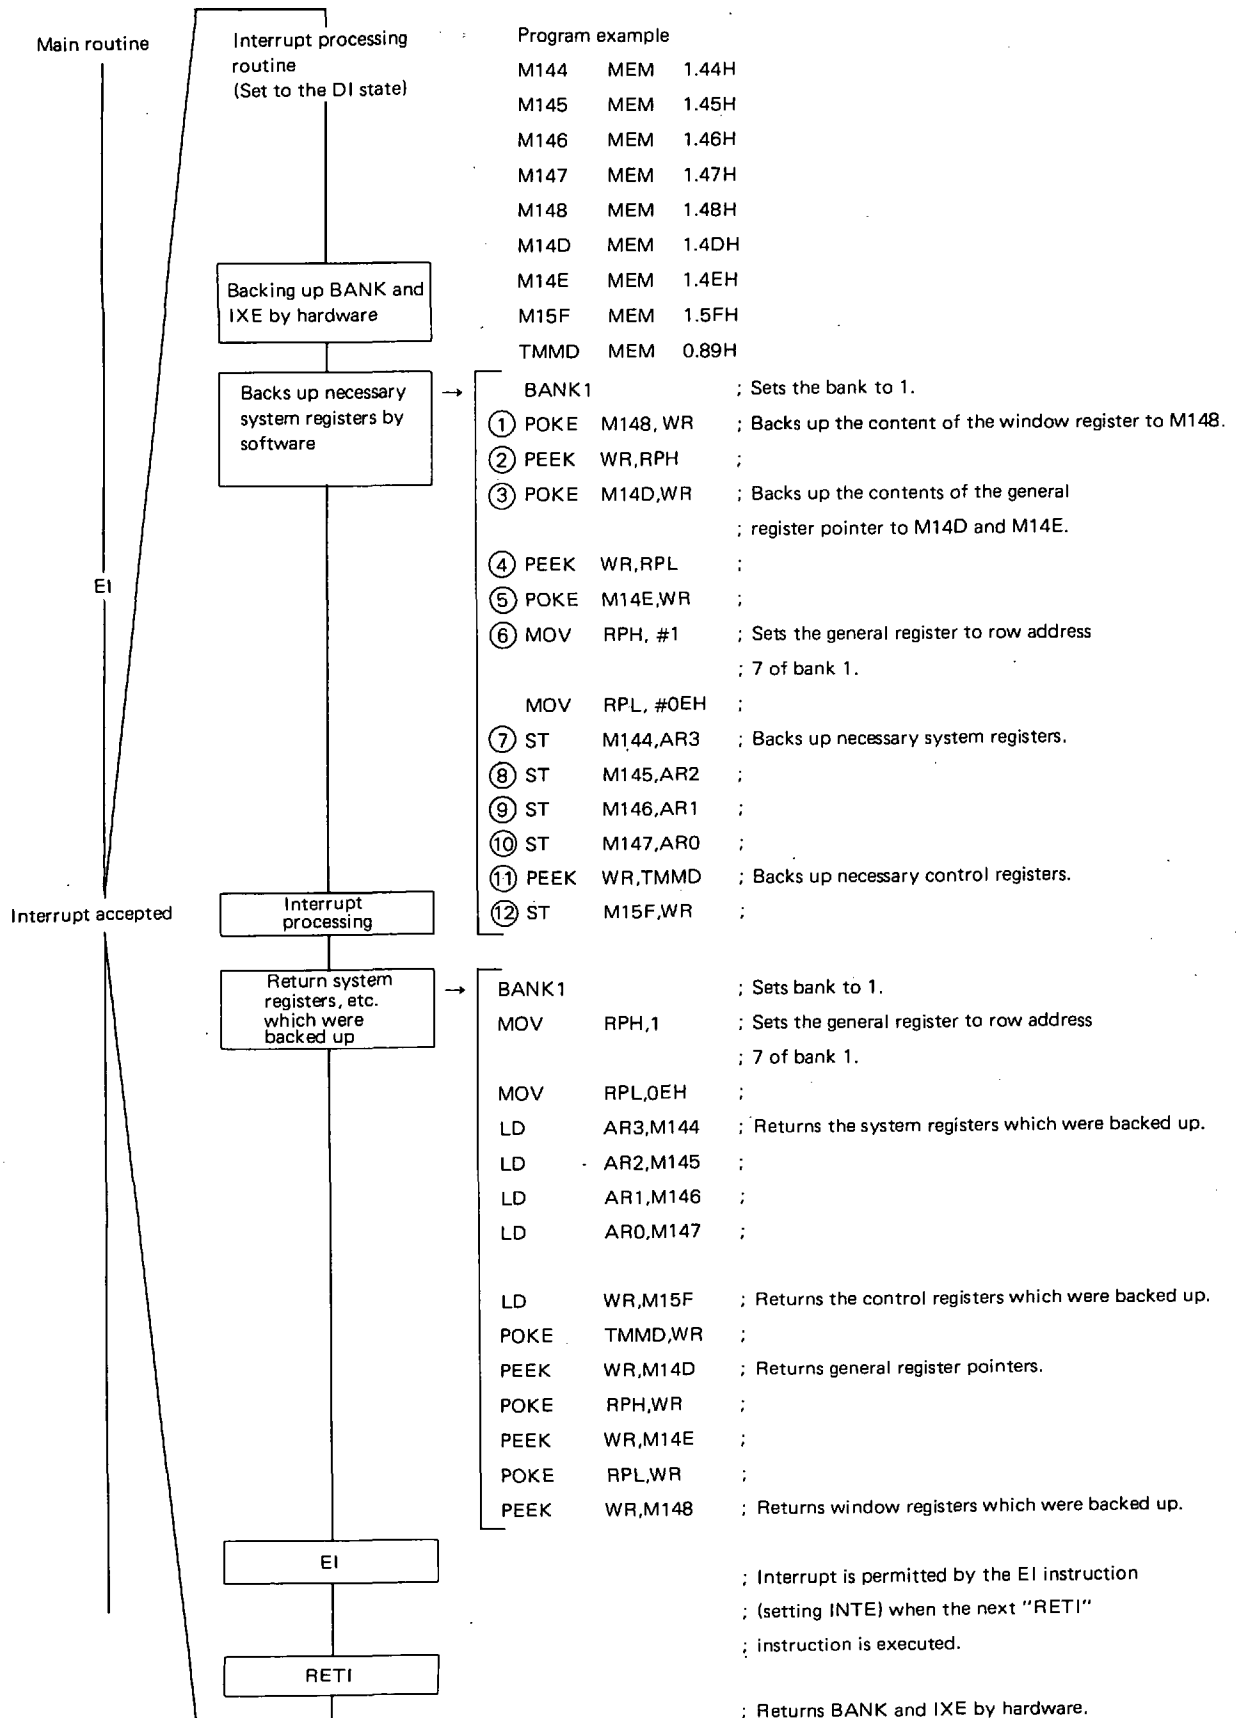 Main routine
Interrupt processing
routine
(Set to the DI state)
EI
Interrupt accepted
Backing up BANK and
IXE by hardware
Backs up necessary
system registers by
software
→
Interrupt
processing
Return system
registers, etc.
which were
backed up
→
EI
RETI
Program example
M144 MEM 1.44H
M145 MEM 1.45H
M146 MEM 1.46H
M147 MEM 1.47H
M148 MEM 1.48H
M14D MEM 1.4DH
M14E MEM 1.4EH
M15F MEM 1.5FH
TMMD MEM 0.89H
BANK1 ; Sets the bank to 1.
① POKE M148, WR ; Backs up the content of the window register to M148.
② PEEK WR,RPH ;
③ POKE M14D,WR ; Backs up the contents of the general
; register pointer to M14D and M14E.
④ PEEK WR,RPL ;
⑤ POKE M14E,WR ;
⑥ MOV RPH, #1 ; Sets the general register to row address
; 7 of bank 1.
MOV RPL, #0EH ;
⑦ ST M144,AR3 ; Backs up necessary system registers.
⑧ ST M145,AR2 ;
⑨ ST M146,AR1 ;
⑩ ST M147,AR0 ;
⑪ PEEK WR,TMMD ; Backs up necessary control registers.
⑫ ST M15F,WR ;
BANK1 ; Sets bank to 1.
MOV RPH,1 ; Sets the general register to row address
; 7 of bank 1.
MOV RPL,0EH ;
LD AR3,M144 ; Returns the system registers which were backed up.
LD AR2,M145 ;
LD AR1,M146 ;
LD AR0,M147 ;
LD WR,M15F ; Returns the control registers which were backed up.
POKE TMMD,WR ;
PEEK WR,M14D ; Returns general register pointers.
POKE RPH,WR ;
PEEK WR,M14E ;
POKE RPL,WR ;
PEEK WR,M148 ; Returns window registers which were backed up.
; Interrupt is permitted by the EI instruction
; (setting INTE) when the next "RETI"
; instruction is executed.
; Returns BANK and IXE by hardware.